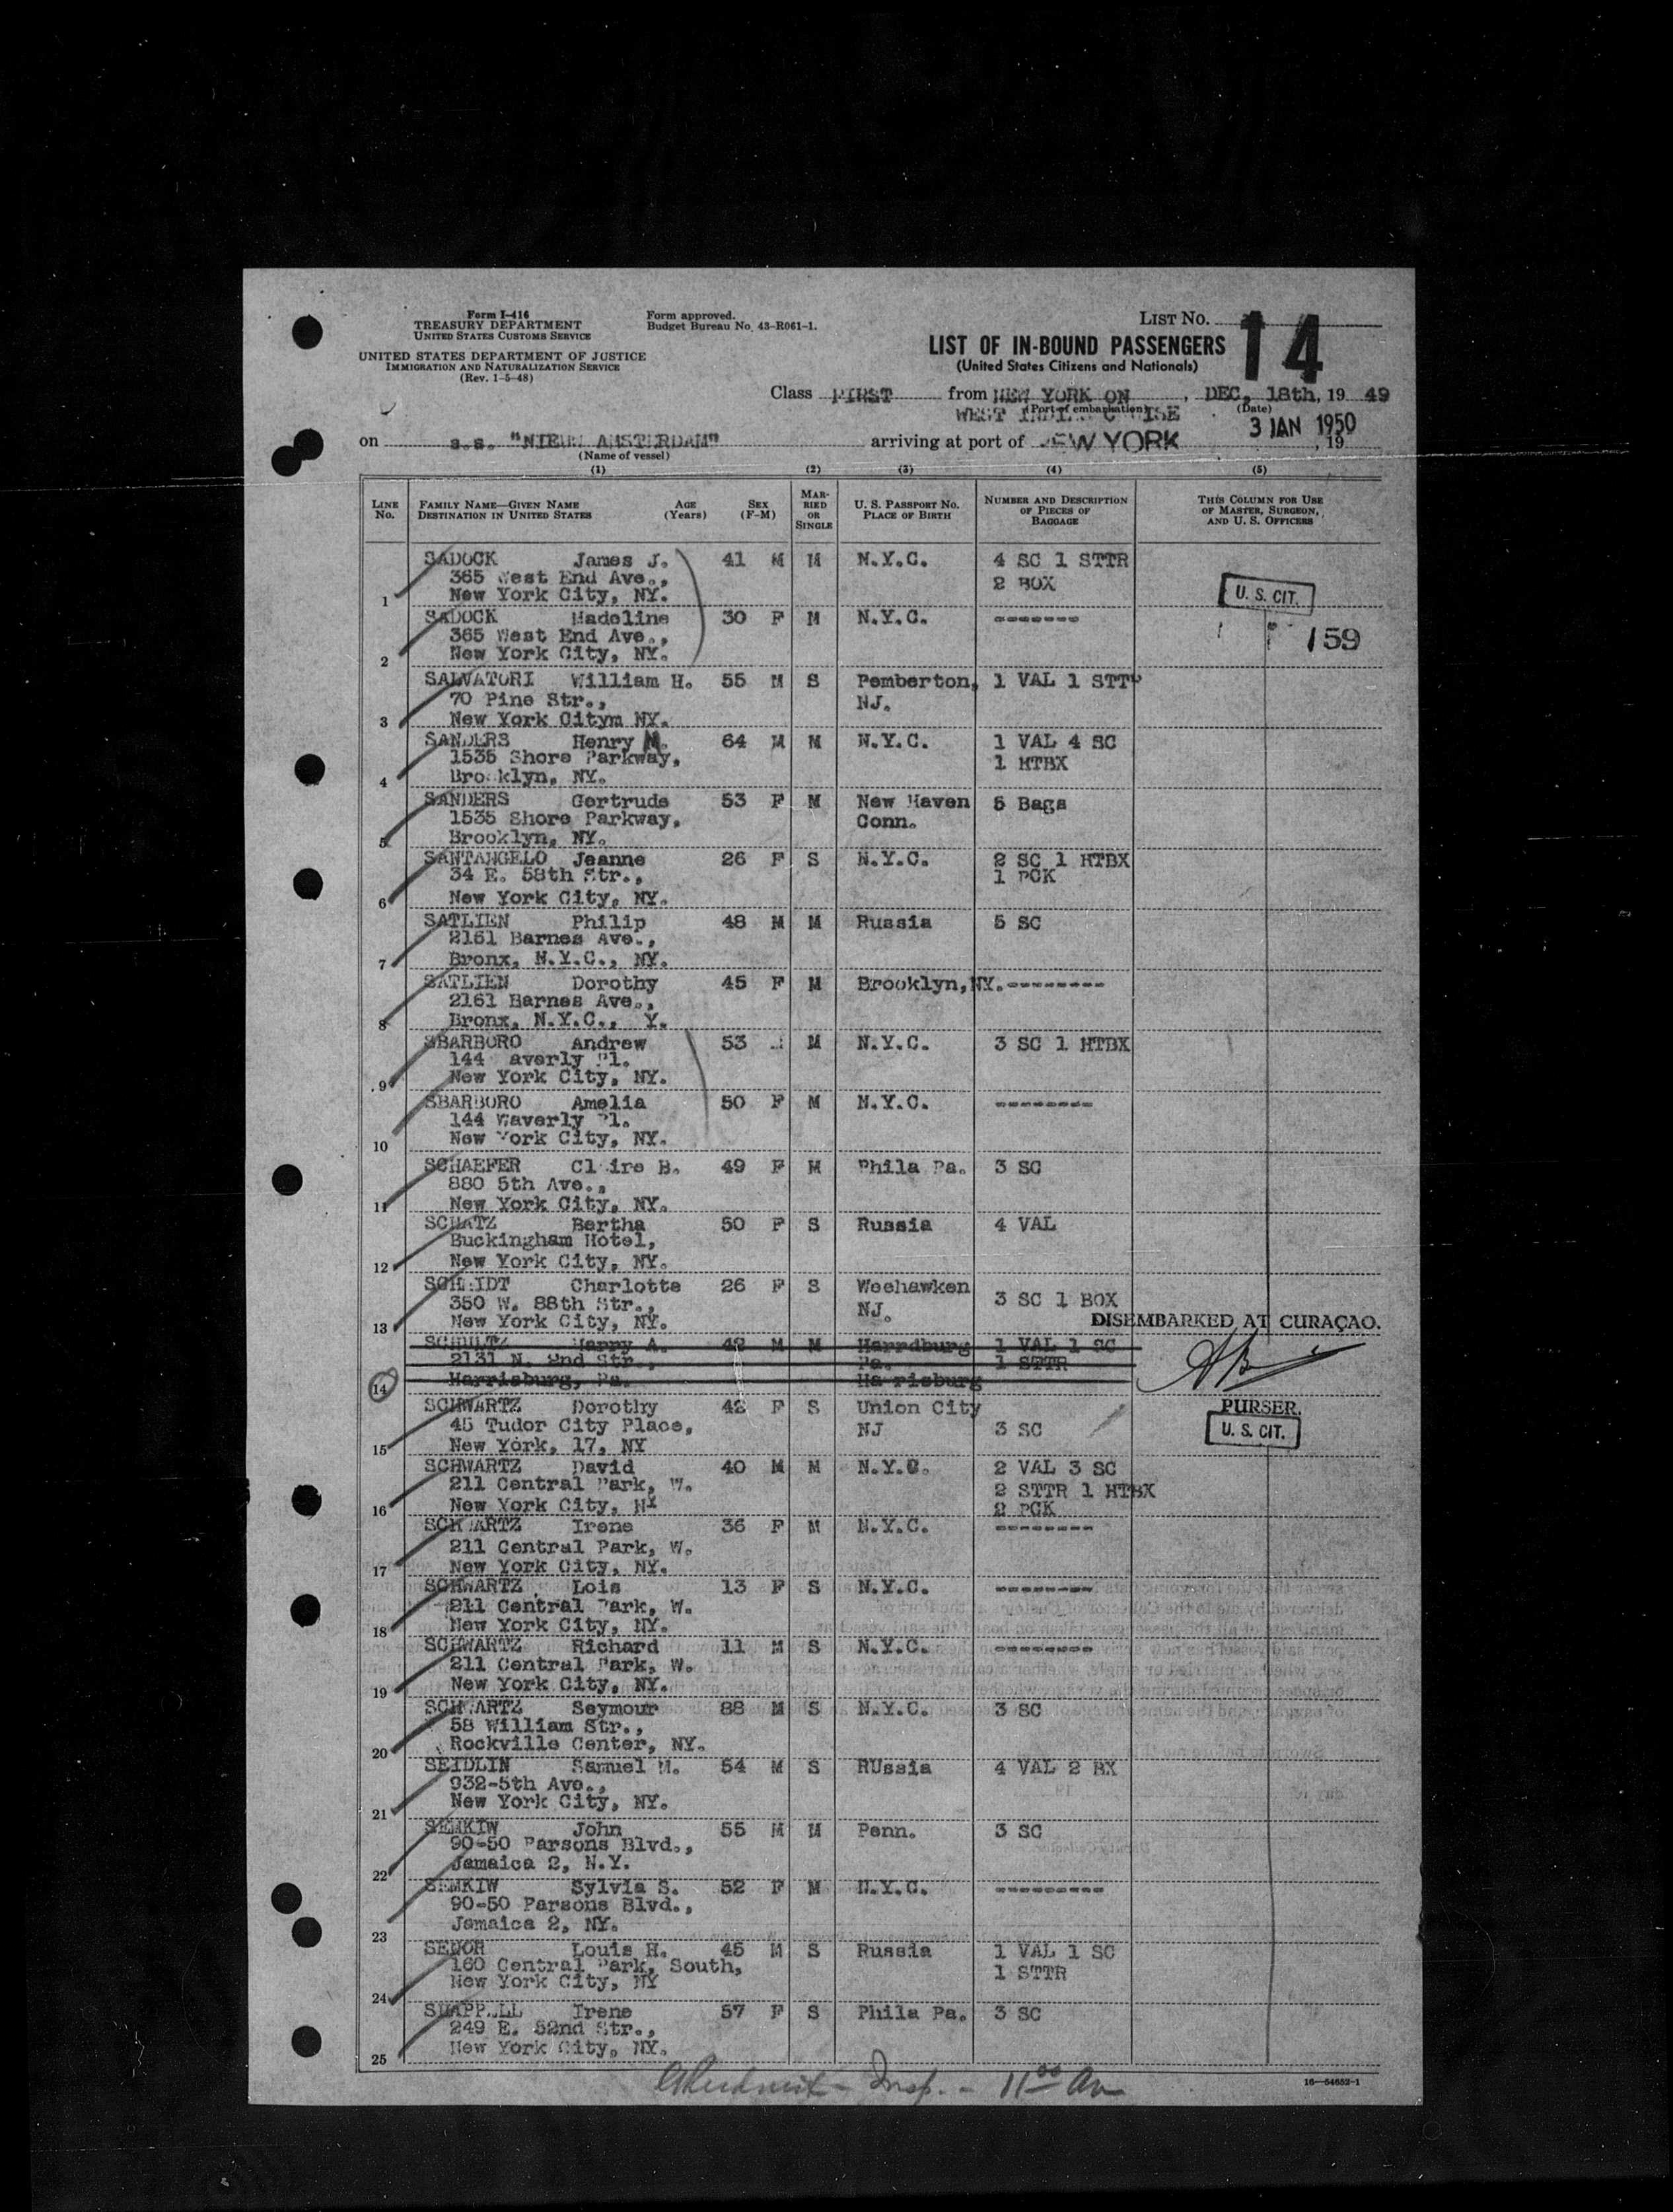 Form I-416
TREASURY DEPARTMENT
UNITED STATES CUSTOMS SERVICE
UNITED STATES DEPARTMENT OF JUSTICE
IMMIGRATION AND NATURALIZATION SERVICE
(Rev. 1-5-48)
Form approved.
Budget Bureau No. 43-R061-1.
LIST NO. 14
LIST OF IN-BOUND PASSENGERS
(United States Citizens and Nationals)
Class FIRST from NEW YORK ON, DEC. 18th, 19 49
(Port of embarkation) (Date)
WEST
3 JAN 1950
on s.s. "NIEUW AMSTERDAM" arriving at port of NEW YORK, 19
(Name of vessel)
(1) (2) (3) (4) (5)
LINE No. FAMILY NAME—GIVEN NAME DESTINATION IN UNITED STATES AGE (Years) SEX (F-M) MARRIED OR SINGLE U. S. PASSPORT NO. PLACE OF BIRTH NUMBER AND DESCRIPTION OF PIECES OF BAGGAGE THIS COLUMN FOR USE OF MASTER, SURGEON, AND U. S. OFFICERS
SADOCK James J. 41 M M N.Y.C. 4 SC 1 STTR
365 West End Ave., 2 BOX
1 New York City, NY. U. S. CIT.
SADOCK Madeline 30 F M N.Y.C. -------
365 West End Ave., 159
2 New York City, NY.
SALVATORI William H. 55 M S Pemberton, 1 VAL 1 STTR
70 Pine Str., NJ.
3 New York Citym NY.
SANDERS Henry M. 64 M M N.Y.C. 1 VAL 4 SC
1535 Shore Parkway, 1 HTBX
4 Brooklyn, NY.
SANDERS Gertrude 53 F M New Haven 5 Bags
1535 Shore Parkway, Conn.
5 Brooklyn, NY.
SANTANGELO Jeanne 26 F S N.Y.C. 2 SC 1 HTBX
34 E. 58th Str., 1 PCK
6 New York City, NY.
SATLIEN Philip 48 M M Russia 5 SC
2161 Barnes Ave.,
7 Bronx, N.Y.C., NY.
SATLIEN Dorothy 45 F M Brooklyn,NY. --------
2161 Barnes Ave.,
8 Bronx, N.Y.C., Y.
SBARBORO Andrew 53 M N.Y.C. 3 SC 1 HTBX
144 averly Pl.
9 New York City, NY.
SBARBORO Amelia 50 F M N.Y.C. --------
144 Waverly Pl.
10 New York City, NY.
SCHAEFER Claire B. 49 F M Phila Pa. 3 SC
880 5th Ave.,
11 New York City, NY.
SCHATZ Bertha 50 F S Russia 4 VAL
Buckingham Hotel,
12 New York City, NY.
SCHMIDT Charlotte 26 F S Weehawken
350 W. 88th Str., NJ. 3 SC 1 BOX
13 New York City, NY. DISEMBARKED AT CURAÇAO.
SCHULTZ Harry A. 42 M M Harrdburg 1 VAL 1 SC
2131 N. 2nd Str., Pa. 1 STTR
14 Harrisburg, Pa. Harrisburg
SCHWARTZ Dorothy 42 F S Union City PURSER.
45 Tudor City Place, NJ 3 SC U. S. CIT.
15 New York, 17, NY
SCHWARTZ David 40 M M N.Y.C. 2 VAL 3 SC
211 Central Park, W. 2 STTR 1 HTBX
16 New York City, NY 2 PCK
SCHWARTZ Irene 36 F M N.Y.C. --------
211 Central Park, W.
17 New York City, NY.
SCHWARTZ Lois 13 F S N.Y.C. --------
211 Central Park, W.
18 New York City, NY.
SCHWARTZ Richard 11 M S N.Y.C. --------
211 Central Park, W.
19 New York City, NY.
SCHWARTZ Seymour 88 M S N.Y.C. 3 SC
58 William Str.,
20 Rockville Center, NY.
SEIDLIN Samuel M. 54 M S RUssia 4 VAL 2 BX
932-5th Ave.,
21 New York City, NY.
SEMKIW John 55 M M Penn. 3 SC
90-50 Parsons Blvd.,
22 Jamaica 2, N.Y.
SEMKIW Sylvia S. 52 F M N.Y.C. ---------
90-50 Parsons Blvd.,
23 Jamaica 2, NY.
SENOR Louis H. 45 M S Russia 1 VAL 1 SC
160 Central Park, South, 1 STTR
24 New York City, NY
SHAPPELL Irene 57 F S Phila Pa. 3 SC
249 E. 52nd Str.,
25 New York City, NY.
Insp. - 11 00 Am
16—54652-1